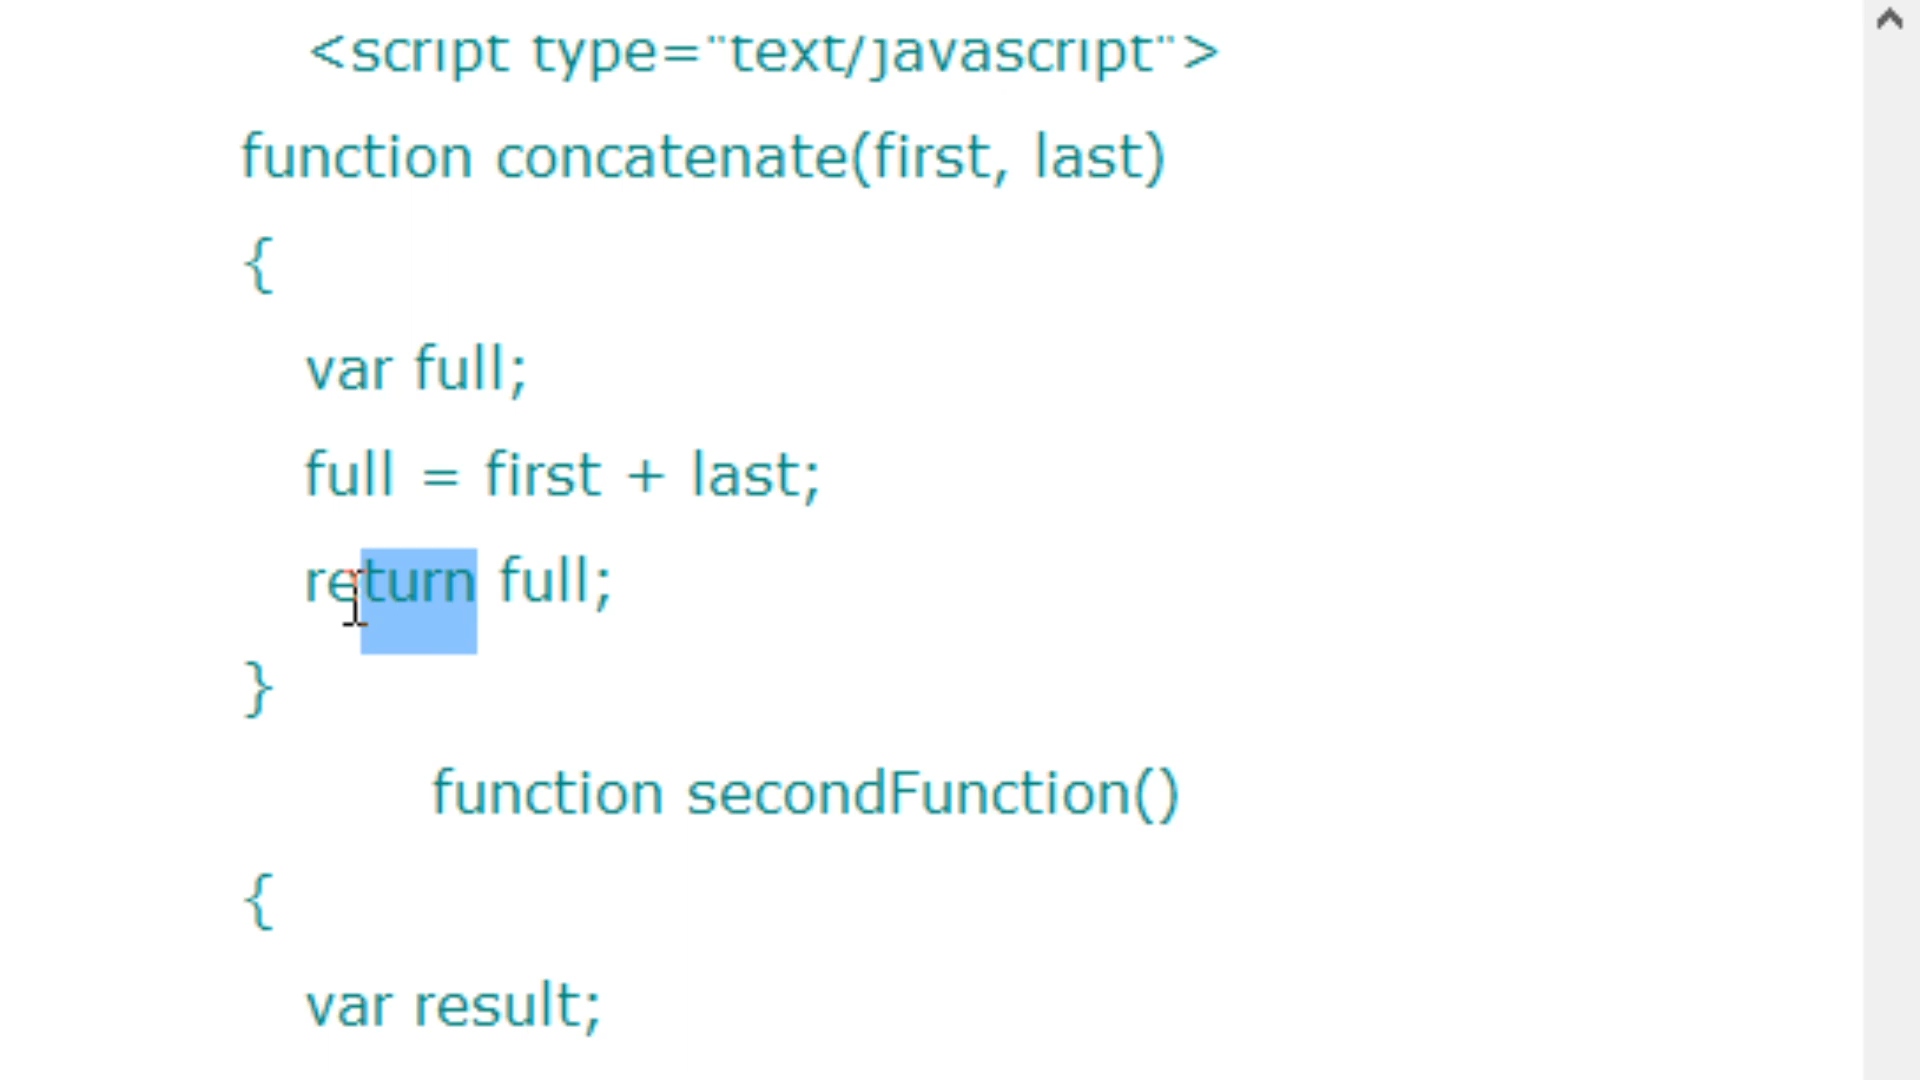 <script type="text/javascript">
function concatenate(first, last)
{
var full;
full = first + last;
return full;
}
function secondFunction()
{
var result;